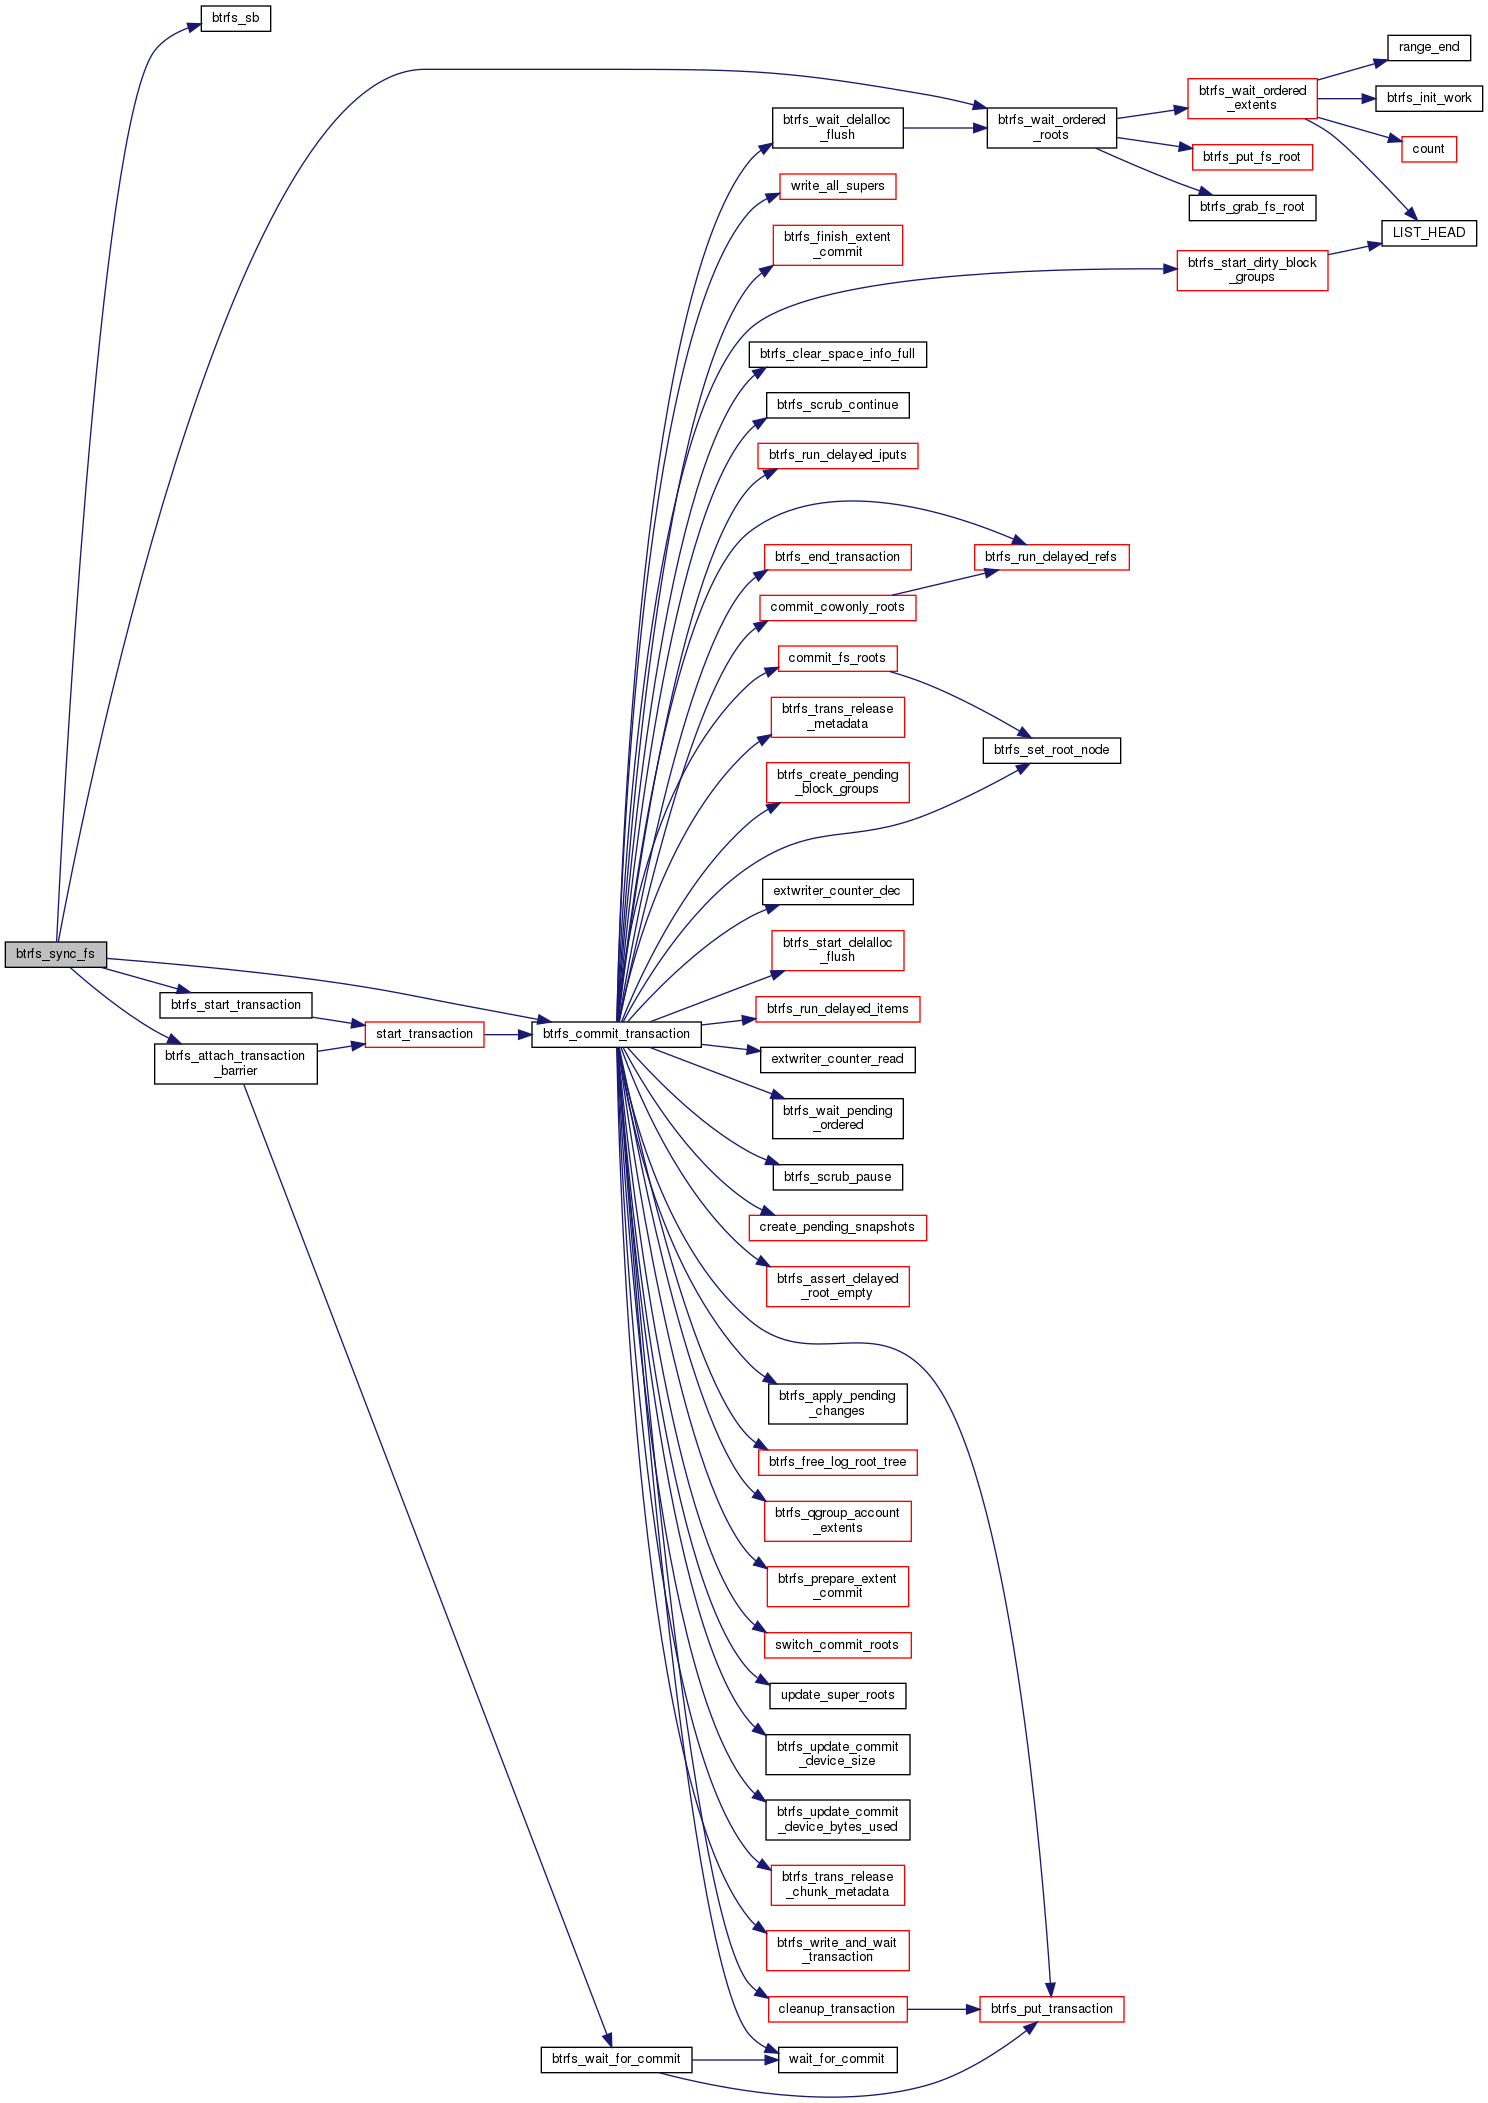 btrfs_sb
range_end
btrfs_wait_ordered
_extents
btrfs_init_work
btrfs_wait_delalloc
_flush
btrfs_wait_ordered
_roots
count
btrfs_put_fs_root
write_all_supers
btrfs_grab_fs_root
LIST_HEAD
btrfs_finish_extent
_commit
btrfs_start_dirty_block
_groups
btrfs_clear_space_info_full
btrfs_scrub_continue
btrfs_run_delayed_iputs
btrfs_end_transaction
btrfs_run_delayed_refs
commit_cowonly_roots
commit_fs_roots
btrfs_trans_release
_metadata
btrfs_set_root_node
btrfs_create_pending
_block_groups
extwriter_counter_dec
btrfs_sync_fs
btrfs_start_delalloc
_flush
btrfs_start_transaction
btrfs_run_delayed_items
start_transaction
btrfs_commit_transaction
btrfs_attach_transaction
_barrier
extwriter_counter_read
btrfs_wait_pending
_ordered
btrfs_scrub_pause
create_pending_snapshots
btrfs_assert_delayed
_root_empty
btrfs_apply_pending
_changes
btrfs_free_log_root_tree
btrfs_qgroup_account
_extents
btrfs_prepare_extent
_commit
switch_commit_roots
update_super_roots
btrfs_update_commit
_device_size
btrfs_update_commit
_device_bytes_used
btrfs_trans_release
_chunk_metadata
btrfs_write_and_wait
_transaction
cleanup_transaction
btrfs_put_transaction
btrfs_wait_for_commit
wait_for_commit